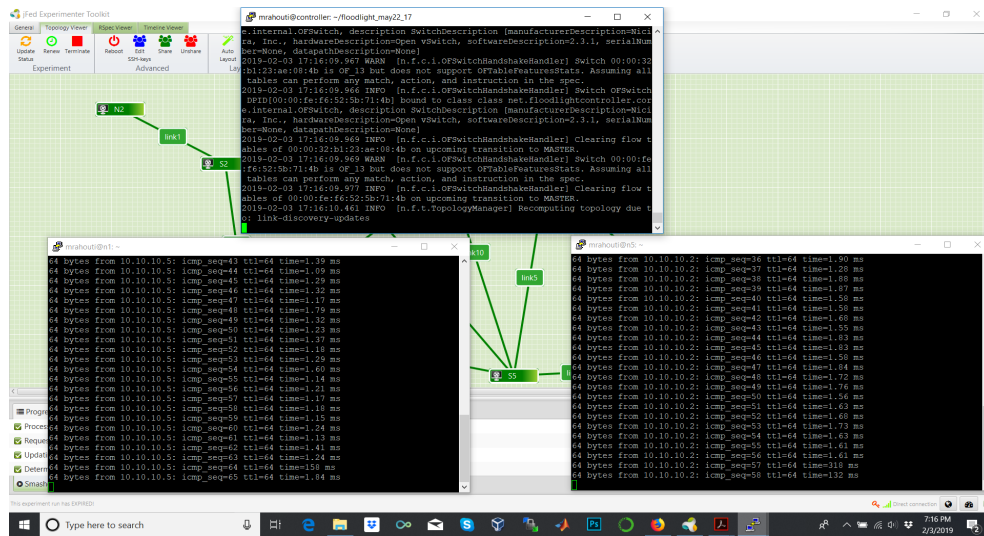 jFed Experimenter Toolkit
General Topology Viewer RSpec Viewer Timeline Viewer
Update Status Renew Terminate Reboot Edit SSH-keys Share Unshare Auto Layout
Experiment Advanced Lay
N2
link1
S2
k10
link5
S5
mrahouti@controller: ~/floodlight_may22_17
e.internal.OFSwitch, description SwitchDescription [manufacturerDescription=Nici
ra, Inc., hardwareDescription=Open vSwitch, softwareDescription=2.3.1, serialNum
ber=None, datapathDescription=None]
2019-02-03 17:16:09.967 WARN [n.f.c.i.OFSwitchHandshakeHandler] Switch 00:00:32
:b1:23:ae:08:4b is OF_13 but does not support OFTableFeaturesStats. Assuming all
tables can perform any match, action, and instruction in the spec.
2019-02-03 17:16:09.966 INFO [n.f.c.i.OFSwitchHandshakeHandler] Switch OFSwitch
DPID[00:00:fe:f6:52:5b:71:4b] bound to class class net.floodlightcontroller.cor
e.internal.OFSwitch, description SwitchDescription [manufacturerDescription=Nici
ra, Inc., hardwareDescription=Open vSwitch, softwareDescription=2.3.1, serialNum
ber=None, datapathDescription=None]
2019-02-03 17:16:09.969 INFO [n.f.c.i.OFSwitchHandshakeHandler] Clearing flow t
ables of 00:00:32:b1:23:ae:08:4b on upcoming transition to MASTER.
2019-02-03 17:16:09.969 WARN [n.f.c.i.OFSwitchHandshakeHandler] Switch 00:00:fe
:f6:52:5b:71:4b is OF_13 but does not support OFTableFeaturesStats. Assuming all
tables can perform any match, action, and instruction in the spec.
2019-02-03 17:16:09.977 INFO [n.f.c.i.OFSwitchHandshakeHandler] Clearing flow t
ables of 00:00:fe:f6:52:5b:71:4b on upcoming transition to MASTER.
2019-02-03 17:16:10.461 INFO [n.f.t.TopologyManager] Recomputing topology due t
o: link-discovery-updates
mrahouti@n1: ~
64 bytes from 10.10.10.5: icmp_seq=43 ttl=64 time=1.39 ms
64 bytes from 10.10.10.5: icmp_seq=44 ttl=64 time=1.09 ms
64 bytes from 10.10.10.5: icmp_seq=45 ttl=64 time=1.29 ms
64 bytes from 10.10.10.5: icmp_seq=46 ttl=64 time=1.32 ms
64 bytes from 10.10.10.5: icmp_seq=47 ttl=64 time=1.17 ms
64 bytes from 10.10.10.5: icmp_seq=48 ttl=64 time=1.79 ms
64 bytes from 10.10.10.5: icmp_seq=49 ttl=64 time=1.32 ms
64 bytes from 10.10.10.5: icmp_seq=50 ttl=64 time=1.23 ms
64 bytes from 10.10.10.5: icmp_seq=51 ttl=64 time=1.37 ms
64 bytes from 10.10.10.5: icmp_seq=52 ttl=64 time=1.18 ms
64 bytes from 10.10.10.5: icmp_seq=53 ttl=64 time=1.29 ms
64 bytes from 10.10.10.5: icmp_seq=54 ttl=64 time=1.60 ms
64 bytes from 10.10.10.5: icmp_seq=55 ttl=64 time=1.14 ms
64 bytes from 10.10.10.5: icmp_seq=56 ttl=64 time=1.21 ms
64 bytes from 10.10.10.5: icmp_seq=57 ttl=64 time=1.17 ms
64 bytes from 10.10.10.5: icmp_seq=58 ttl=64 time=1.18 ms
64 bytes from 10.10.10.5: icmp_seq=59 ttl=64 time=1.15 ms
64 bytes from 10.10.10.5: icmp_seq=60 ttl=64 time=1.24 ms
64 bytes from 10.10.10.5: icmp_seq=61 ttl=64 time=1.13 ms
64 bytes from 10.10.10.5: icmp_seq=62 ttl=64 time=1.41 ms
64 bytes from 10.10.10.5: icmp_seq=63 ttl=64 time=1.24 ms
64 bytes from 10.10.10.5: icmp_seq=64 ttl=64 time=158 ms
64 bytes from 10.10.10.5: icmp_seq=65 ttl=64 time=1.84 ms
mrahouti@n5: ~
64 bytes from 10.10.10.2: icmp_seq=36 ttl=64 time=1.90 ms
64 bytes from 10.10.10.2: icmp_seq=37 ttl=64 time=1.28 ms
64 bytes from 10.10.10.2: icmp_seq=38 ttl=64 time=1.88 ms
64 bytes from 10.10.10.2: icmp_seq=39 ttl=64 time=1.87 ms
64 bytes from 10.10.10.2: icmp_seq=40 ttl=64 time=1.58 ms
64 bytes from 10.10.10.2: icmp_seq=41 ttl=64 time=1.58 ms
64 bytes from 10.10.10.2: icmp_seq=42 ttl=64 time=1.68 ms
64 bytes from 10.10.10.2: icmp_seq=43 ttl=64 time=1.55 ms
64 bytes from 10.10.10.2: icmp_seq=44 ttl=64 time=1.83 ms
64 bytes from 10.10.10.2: icmp_seq=45 ttl=64 time=1.83 ms
64 bytes from 10.10.10.2: icmp_seq=46 ttl=64 time=1.58 ms
64 bytes from 10.10.10.2: icmp_seq=47 ttl=64 time=1.84 ms
64 bytes from 10.10.10.2: icmp_seq=48 ttl=64 time=1.72 ms
64 bytes from 10.10.10.2: icmp_seq=49 ttl=64 time=1.76 ms
64 bytes from 10.10.10.2: icmp_seq=50 ttl=64 time=1.56 ms
64 bytes from 10.10.10.2: icmp_seq=51 ttl=64 time=1.63 ms
64 bytes from 10.10.10.2: icmp_seq=52 ttl=64 time=1.68 ms
64 bytes from 10.10.10.2: icmp_seq=53 ttl=64 time=1.73 ms
64 bytes from 10.10.10.2: icmp_seq=54 ttl=64 time=1.63 ms
64 bytes from 10.10.10.2: icmp_seq=55 ttl=64 time=1.61 ms
64 bytes from 10.10.10.2: icmp_seq=56 ttl=64 time=1.61 ms
64 bytes from 10.10.10.2: icmp_seq=57 ttl=64 time=318 ms
64 bytes from 10.10.10.2: icmp_seq=58 ttl=64 time=132 ms
Progre
Proces
Reque
Updati
Determ
Smash
This experiment run has EXPIRED!
Direct connection
Type here to search
7:16 PM
2/3/2019